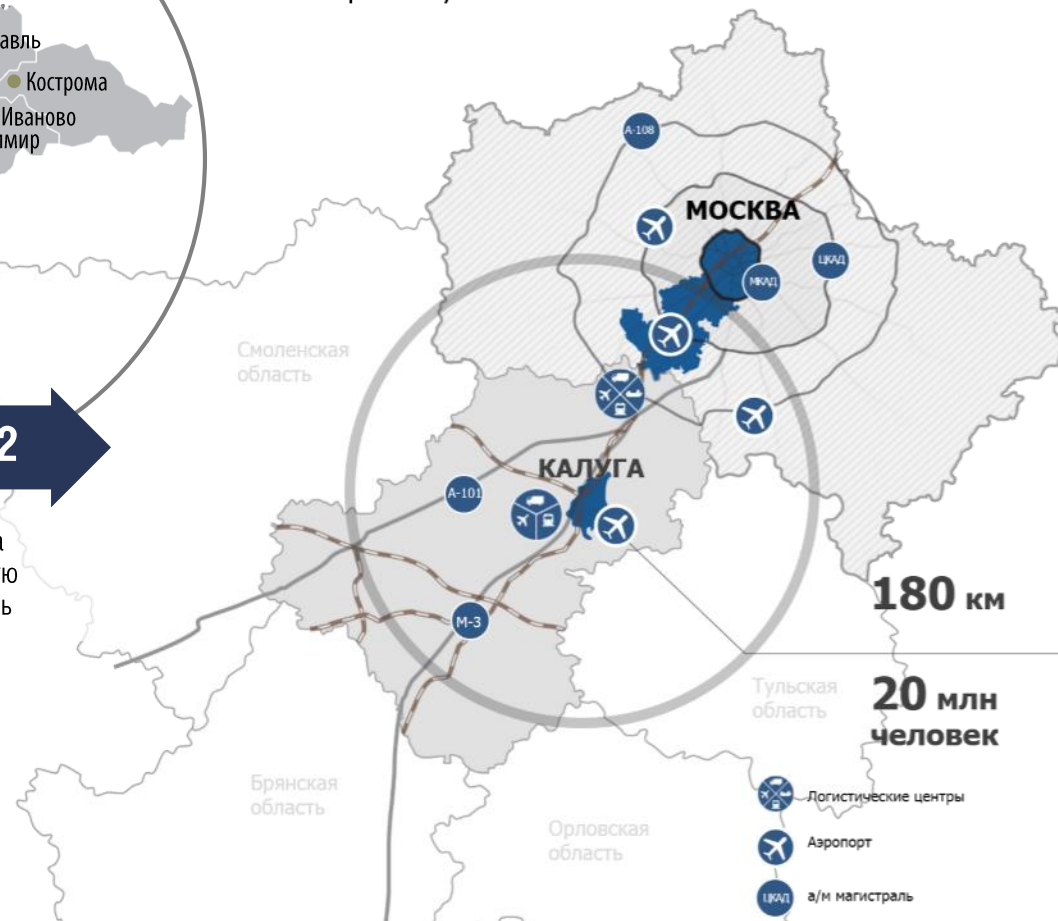 авль
Кострома
Иваново
имир
А-108
МОСКВА
ЦКАД
МКАД
Смоленская
область
2
КАЛУГА
А-101
а
ую
ь
180 км
М-3
Тульская
область
20 млн
человек
Брянская
область
Орловская
область
Логистические центры
Аэропорт
ЦКАД
а/м магистраль